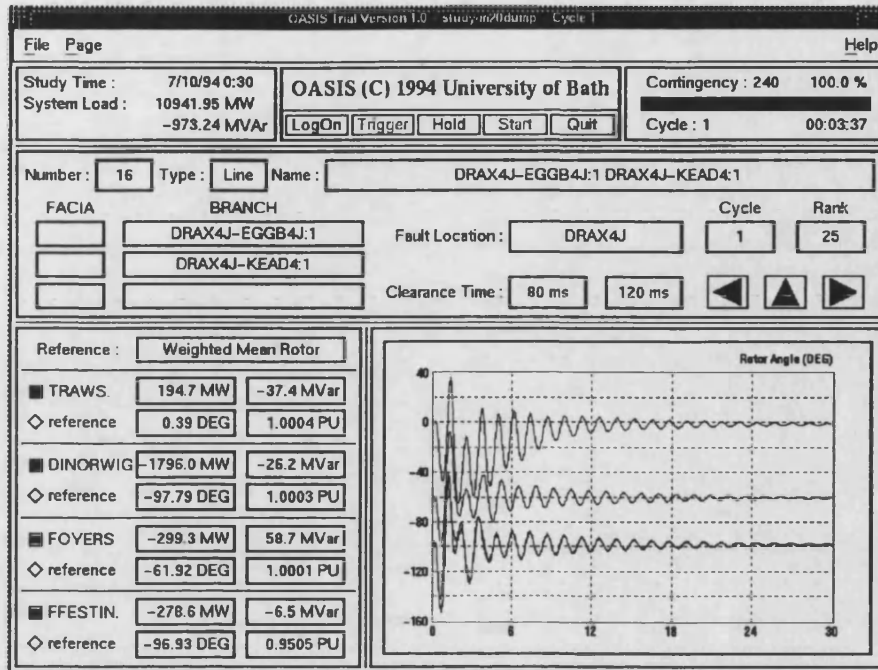 OASIS Trial Version 1.0 study-in20dump Cycle 1
File Page Help
Study Time : 7/10/94 0:30
System Load : 10941.95 MW
-973.24 MVAr
OASIS (C) 1994 University of Bath
LogOn Trigger Hold Start Quit
Contingency : 240 100.0 %
Cycle : 1 00:03:37
Number : 16 Type : Line Name : DRAX4J-EGGB4J:1 DRAX4J-KEAD4:1
FACIA BRANCH Cycle Rank
DRAX4J-EGGB4J:1 Fault Location : DRAX4J 1 25
DRAX4J-KEAD4:1
Clearance Time : 80 ms 120 ms
Reference : Weighted Mean Rotor
TRAWS. 194.7 MW -37.4 MVar
reference 0.39 DEG 1.0004 PU
DINORWIG -1796.0 MW -26.2 MVar
reference -97.79 DEG 1.0003 PU
FOYERS -299.3 MW 58.7 MVar
reference -61.92 DEG 1.0001 PU
FFESTIN. -278.6 MW -6.5 MVar
reference -96.93 DEG 0.9505 PU
Rotor Angle (DEG)
40
0
-40
-80
-120
-160
0 6 12 18 24 30